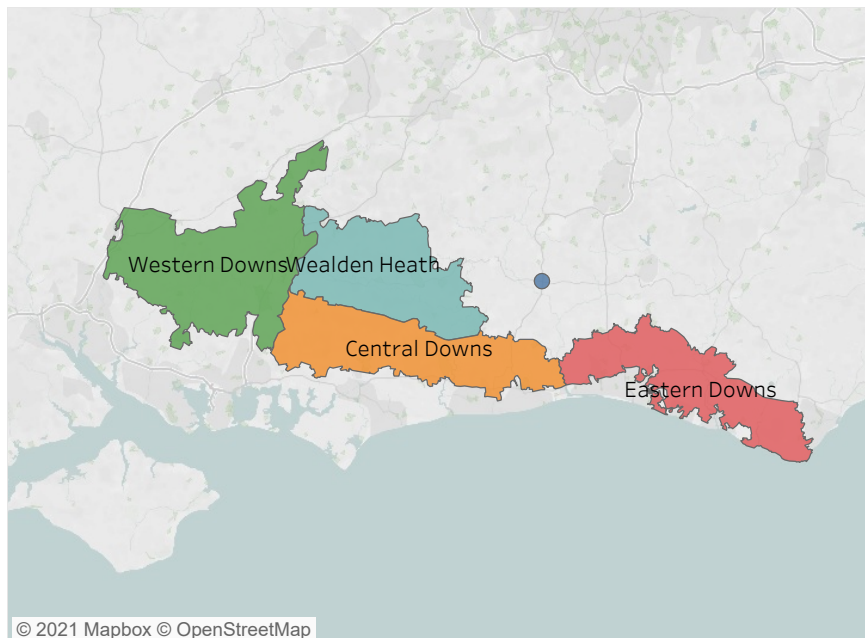 Western Downs
Wealden Heath
Central Downs
Eastern Downs
© 2021 Mapbox © OpenStreetMap